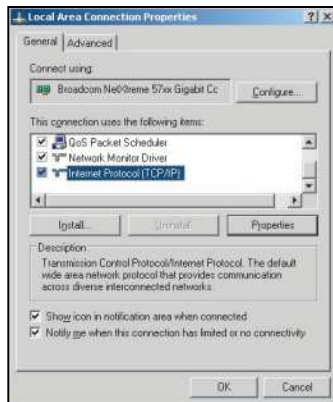 Local Area Connection Properties
General Advanced
Connect using:
Broadcom NetXtreme 57xx Gigabit Cc Configure...
This connection uses the following items:
QoS Packet Scheduler
Network Monitor Driver
Internet Protocol (TCP/IP)
Install... Uninstall Properties
Description
Transmission Control Protocol/Internet Protocol. The default
wide area network protocol that provides communication
across diverse interconnected networks.
Show icon in notification area when connected
Notify me when this connection has limited or no connectivity
OK Cancel